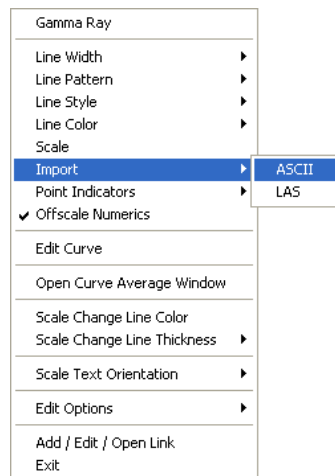 Gamma Ray
Line Width
Line Pattern
Line Style
Line Color
Scale
Import
ASCII
Point Indicators
LAS
Offscale Numerics
Edit Curve
Open Curve Average Window
Scale Change Line Color
Scale Change Line Thickness
Scale Text Orientation
Edit Options
Add / Edit / Open Link
Exit